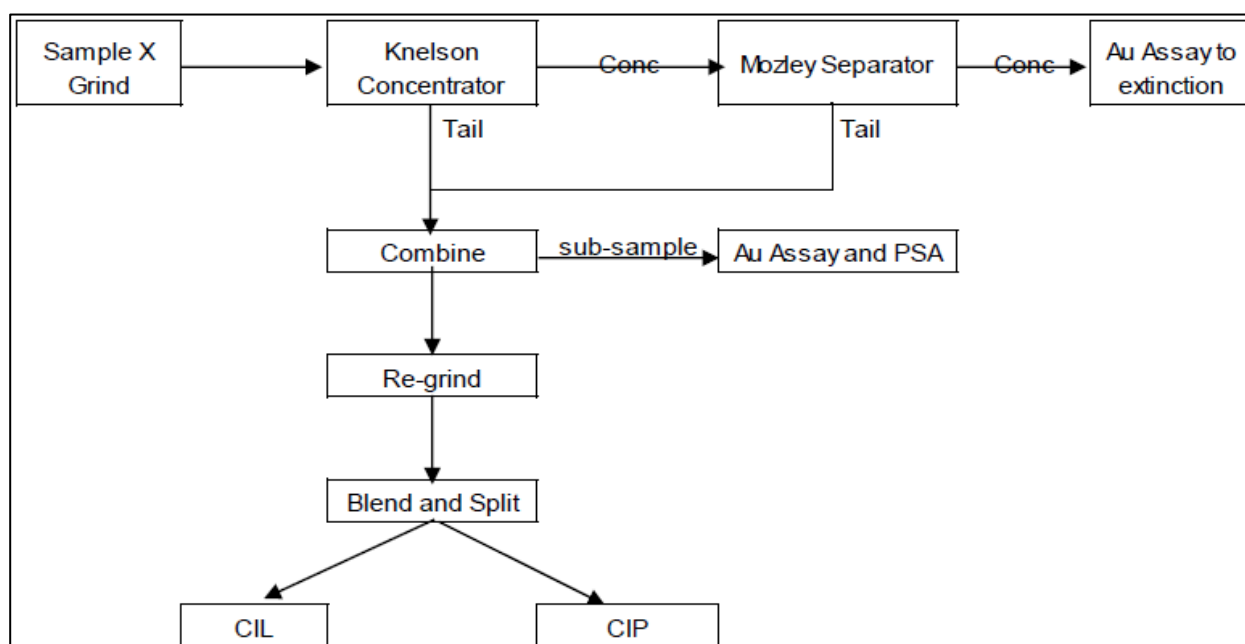 Sample X
Grind
Knelson
Concentrator
Conc
Mozley Separator
Conc
Au Assay to
extinction
Tail
Tail
Combine
sub-sample
Au Assay and PSA
Re-grind
Blend and Split
CIL
CIP